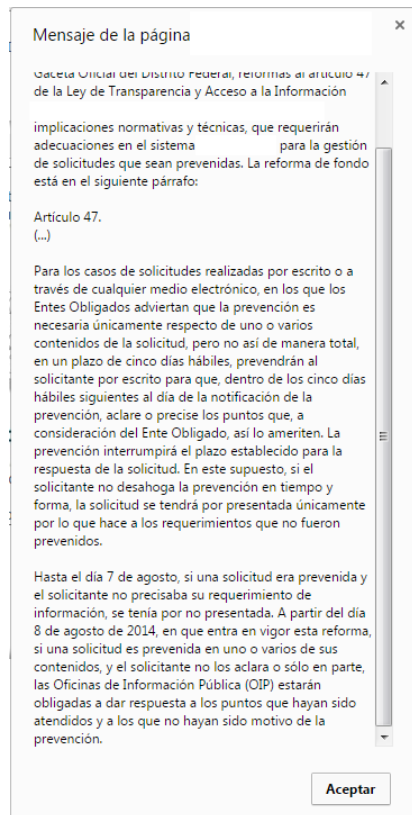 Mensaje de la página
×
Gaceta Oficial del Distrito Federal, reformas al artículo 47
de la Ley de Transparencia y Acceso a la Información
implicaciones normativas y técnicas, que requerirán
adecuaciones en el sistema para la gestión
de solicitudes que sean prevenidas. La reforma de fondo
está en el siguiente párrafo:
Artículo 47.
(...)
Para los casos de solicitudes realizadas por escrito o a
través de cualquier medio electrónico, en los que los
Entes Obligados adviertan que la prevención es
necesaria únicamente respecto de uno o varios
contenidos de la solicitud, pero no así de manera total,
en un plazo de cinco días hábiles, prevendrán al
solicitante por escrito para que, dentro de los cinco días
hábiles siguientes al día de la notificación de la
prevención, aclare o precise los puntos que, a
consideración del Ente Obligado, así lo ameriten. La
prevención interrumpirá el plazo establecido para la
respuesta de la solicitud. En este supuesto, si el
solicitante no desahoga la prevención en tiempo y
forma, la solicitud se tendrá por presentada únicamente
por lo que hace a los requerimientos que no fueron
prevenidos.
Hasta el día 7 de agosto, si una solicitud era prevenida y
el solicitante no precisaba su requerimiento de
información, se tenía por no presentada. A partir del día
8 de agosto de 2014, en que entra en vigor esta reforma,
si una solicitud es prevenida en uno o varios de sus
contenidos, y el solicitante no los aclara o sólo en parte,
las Oficinas de Información Pública (OIP) estarán
obligadas a dar respuesta a los puntos que hayan sido
atendidos y a los que no hayan sido motivo de la
prevención.
Aceptar